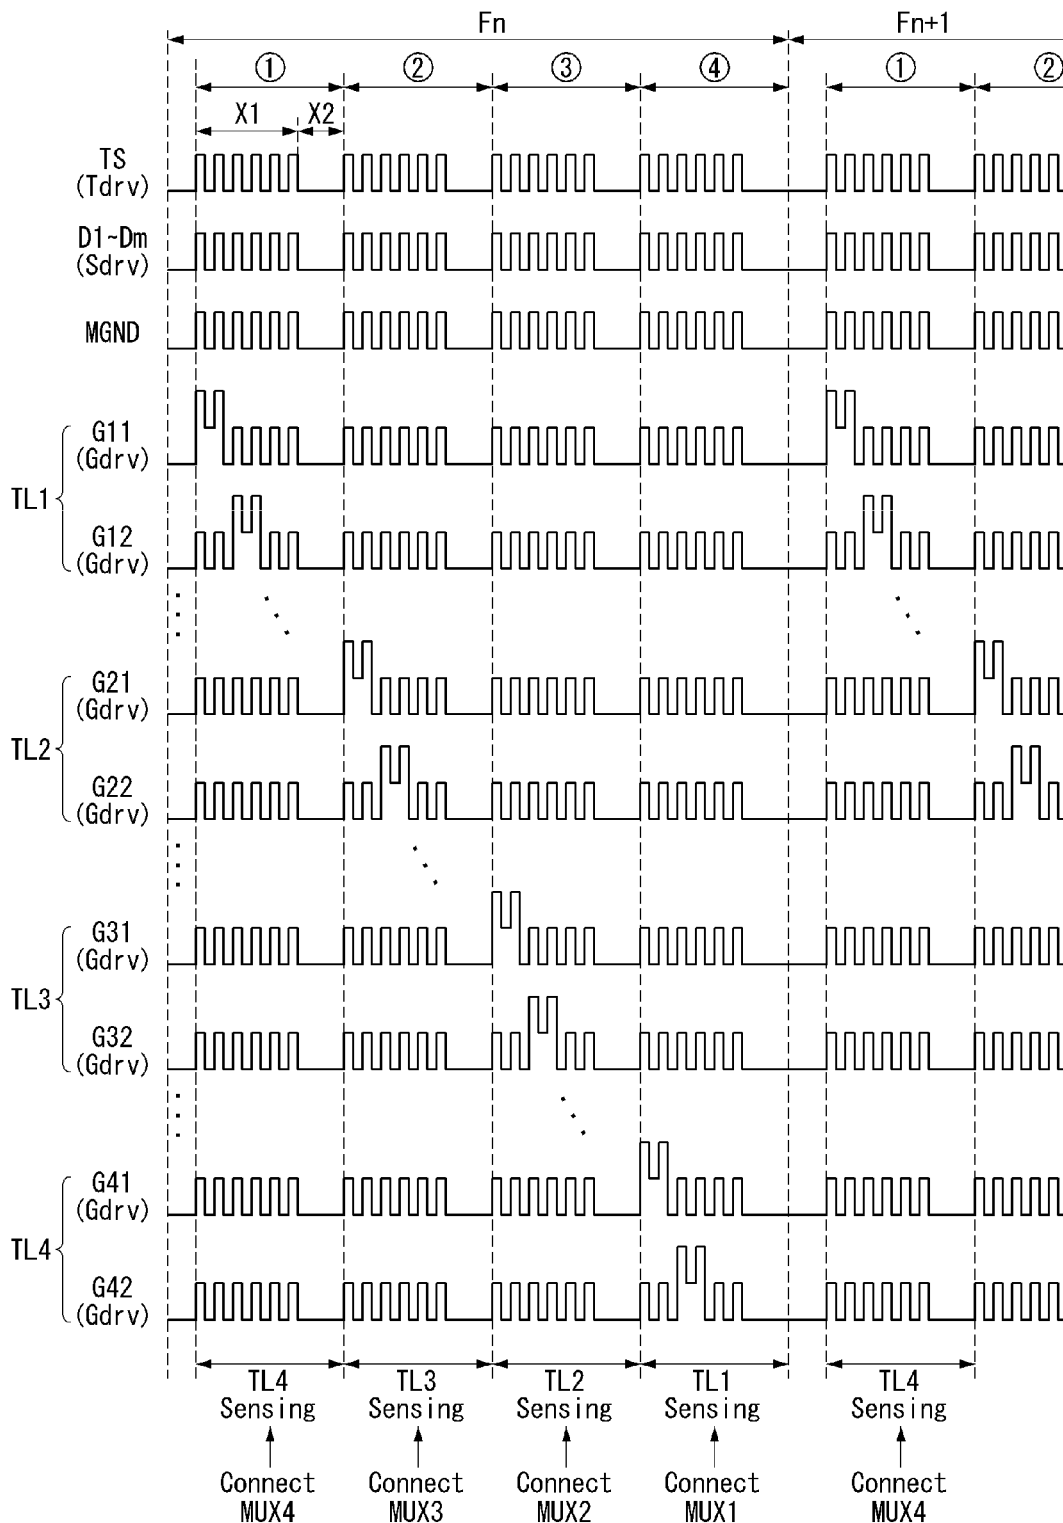 Fn Fn+1
① ② ③ ④ ① ②
X1 X2
TS
(Tdrv)
D1~Dm
(Sdrv)
MGND
TL1
G11
(Gdrv)
G12
(Gdrv)
TL2
G21
(Gdrv)
G22
(Gdrv)
TL3
G31
(Gdrv)
G32
(Gdrv)
TL4
G41
(Gdrv)
G42
(Gdrv)
TL4 TL3 TL2 TL1 TL4
Sensing Sensing Sensing Sensing Sensing
Connect Connect Connect Connect Connect
MUX4 MUX3 MUX2 MUX1 MUX4